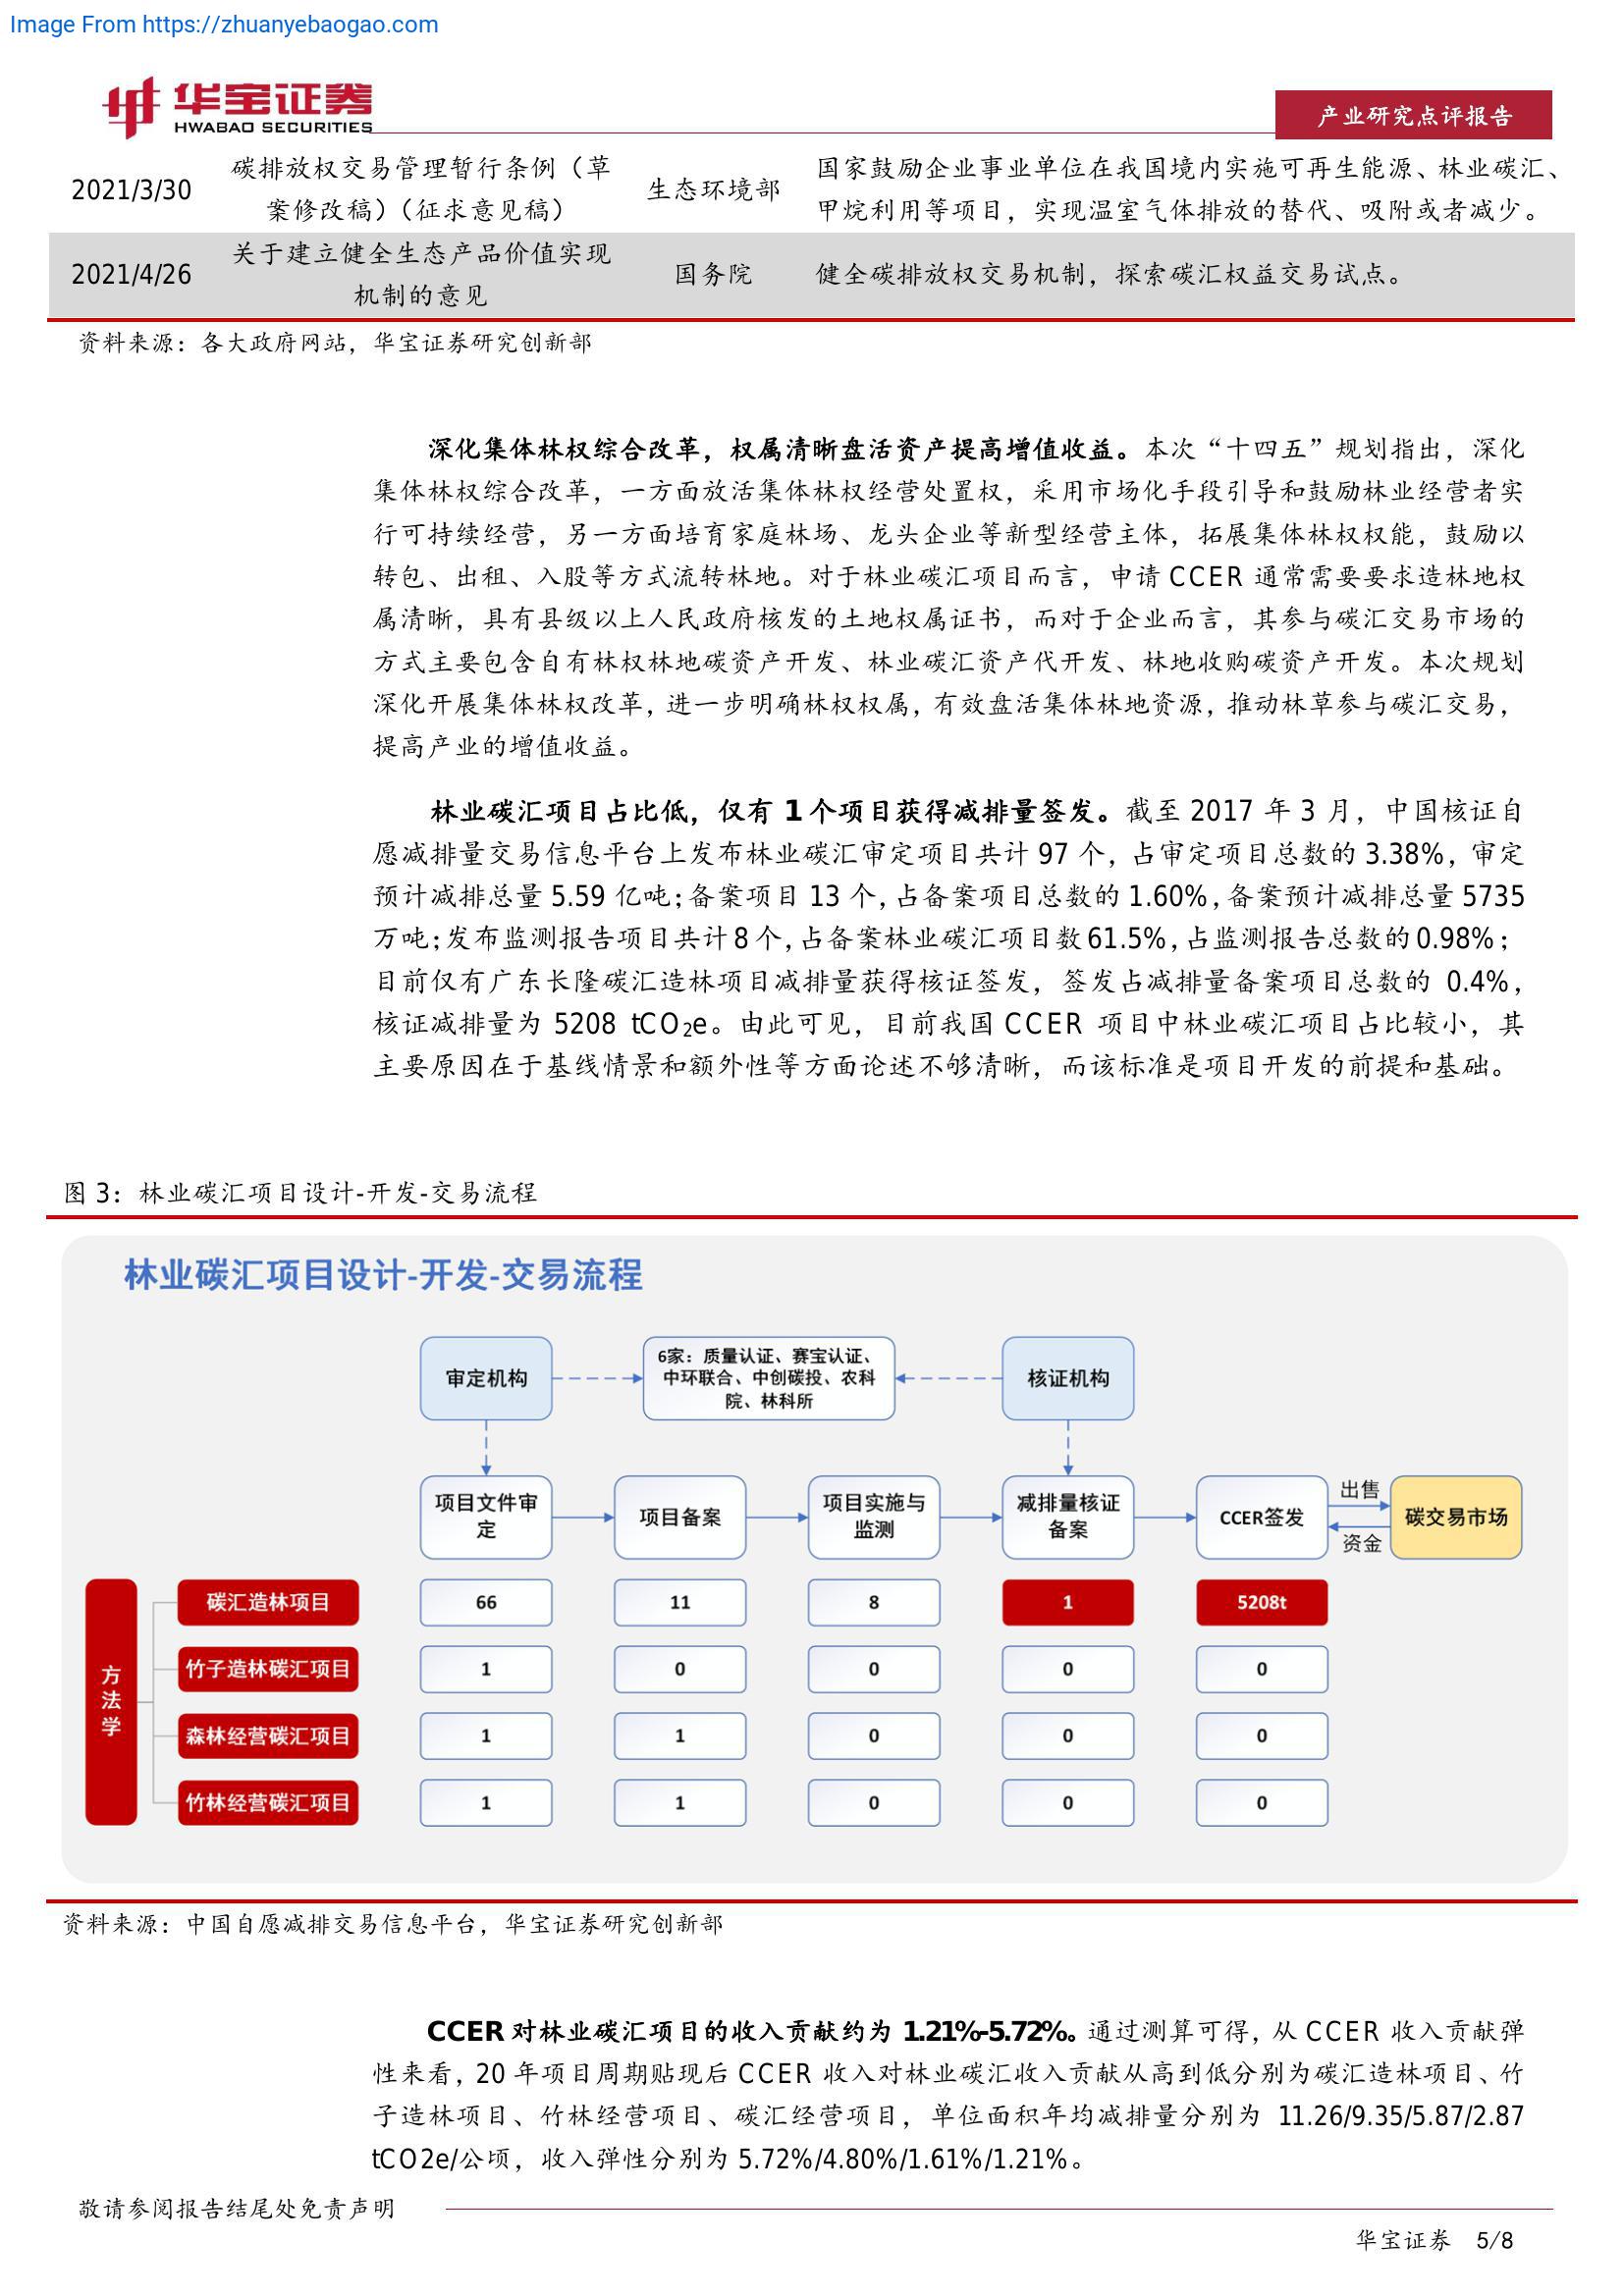 Image From https://zhuanyebaogao.com
华宝证券
HWABAO SECURITIES
产业研究点评报告
2021/3/30 碳排放权交易管理暂行条例（草案修改稿）（征求意见稿） 生态环境部 国家鼓励企业事业单位在我国境内实施可再生能源、林业碳汇、甲烷利用等项目，实现温室气体排放的替代、吸附或者减少。
2021/4/26 关于建立健全生态产品价值实现机制的意见 国务院 健全碳排放权交易机制，探索碳汇权益交易试点。
资料来源：各大政府网站，华宝证券研究创新部
深化集体林权综合改革，权属清晰盘活资产提高增值收益。本次“十四五”规划指出，深化
集体林权综合改革，一方面放活集体林权经营处置权，采用市场化手段引导和鼓励林业经营者实
行可持续经营，另一方面培育家庭林场、龙头企业等新型经营主体，拓展集体林权权能，鼓励以
转包、出租、入股等方式流转林地。对于林业碳汇项目而言，申请 CCER 通常需要要求造林地权
属清晰，具有县级以上人民政府核发的土地权属证书，而对于企业而言，其参与碳汇交易市场的
方式主要包含自有林权林地碳资产开发、林业碳汇资产代开发、林地收购碳资产开发。本次规划
深化开展集体林权改革，进一步明确林权权属，有效盘活集体林地资源，推动林草参与碳汇交易，
提高产业的增值收益。
林业碳汇项目占比低，仅有 1 个项目获得减排量签发。截至 2017 年 3 月，中国核证自
愿减排量交易信息平台上发布林业碳汇审定项目共计 97 个，占审定项目总数的 3.38%，审定
预计减排总量 5.59 亿吨；备案项目 13 个，占备案项目总数的 1.60%，备案预计减排总量 5735
万吨；发布监测报告项目共计 8 个，占备案林业碳汇项目数 61.5%，占监测报告总数的 0.98%；
目前仅有广东长隆碳汇造林项目减排量获得核证签发，签发占减排量备案项目总数的 0.4%，
核证减排量为 5208 tCO₂e。由此可见，目前我国 CCER 项目中林业碳汇项目占比较小，其
主要原因在于基线情景和额外性等方面论述不够清晰，而该标准是项目开发的前提和基础。
图 3：林业碳汇项目设计-开发-交易流程
林业碳汇项目设计-开发-交易流程
审定机构
6家：质量认证、赛宝认证、
中环联合、中创碳投、农科
院、林科所
核证机构
项目文件审
定
项目备案
项目实施与
监测
减排量核证
备案
CCER签发
出售
资金
碳交易市场
方法学
碳汇造林项目 66 11 8 1 5208t
竹子造林碳汇项目 1 0 0 0 0
森林经营碳汇项目 1 1 0 0 0
竹林经营碳汇项目 1 1 0 0 0
资料来源：中国自愿减排交易信息平台，华宝证券研究创新部
CCER 对林业碳汇项目的收入贡献约为 1.21%-5.72%。通过测算可得，从 CCER 收入贡献弹
性来看，20 年项目周期贴现后 CCER 收入对林业碳汇收入贡献从高到低分别为碳汇造林项目、竹
子造林项目、竹林经营项目、碳汇经营项目，单位面积年均减排量分别为 11.26/9.35/5.87/2.87
tCO2e/公顷，收入弹性分别为 5.72%/4.80%/1.61%/1.21%。
敬请参阅报告结尾处免责声明
华宝证券 5/8